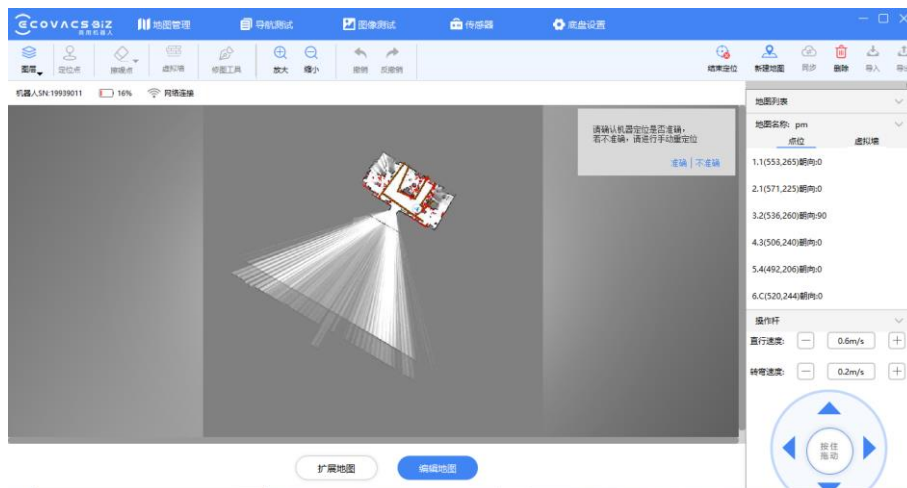 ECOVACS BIZ
商用机器人
地图管理
导航测试
图像测试
传感器
底盘设置
图层
定位点
接驳点
虚拟墙
修图工具
放大
缩小
撤销
反撤销
结束定位
新建地图
同步
删除
导入
导出
机器人SN:19939011
16%
网络连接
请确认机器定位是否准确，
若不准确，请进行手动重定位
准确 | 不准确
地图列表
地图名称: pm
点位
虚拟墙
1.1(553,265)朝向:0
2.1(571,225)朝向:0
3.2(536,260)朝向:90
4.3(506,240)朝向:0
5.4(492,206)朝向:0
6.C(520,244)朝向:0
操作杆
直行速度:
0.6m/s
转弯速度:
0.2m/s
按住
拖动
扩展地图
编辑地图